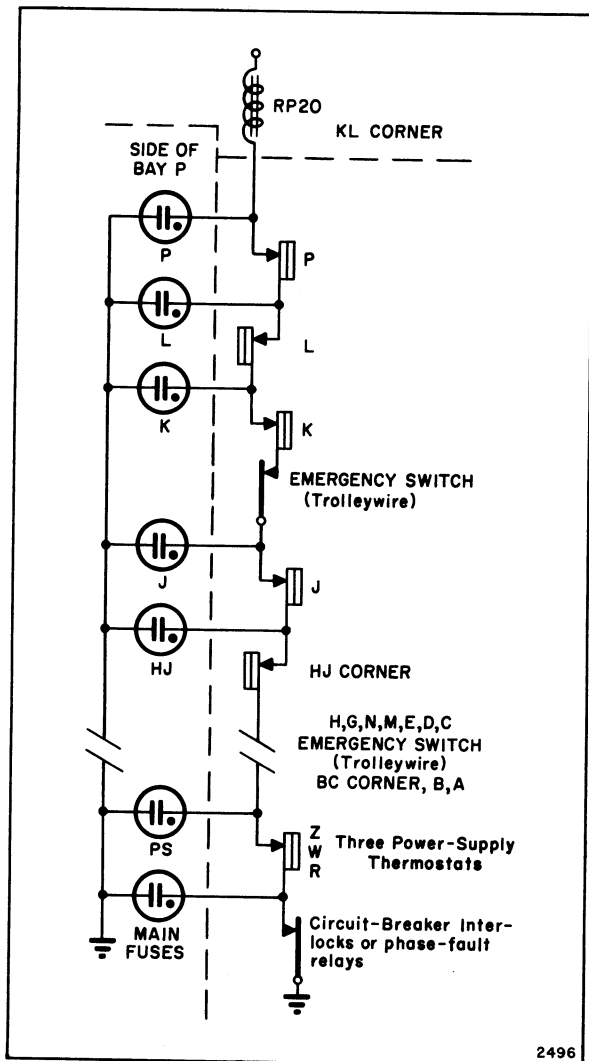 RP20
KL CORNER
SIDE OF
BAY P
P
P
L
L
K
K
EMERGENCY SWITCH
(Trolleywire)
J
J
HJ
HJ CORNER
H,G,N,M,E,D,C
EMERGENCY SWITCH
(Trolleywire)
BC CORNER, B,A
PS
Z
W
R
Three Power-Supply
Thermostats
MAIN
FUSES
Circuit-Breaker Inter-
locks or phase-fault
relays
2496